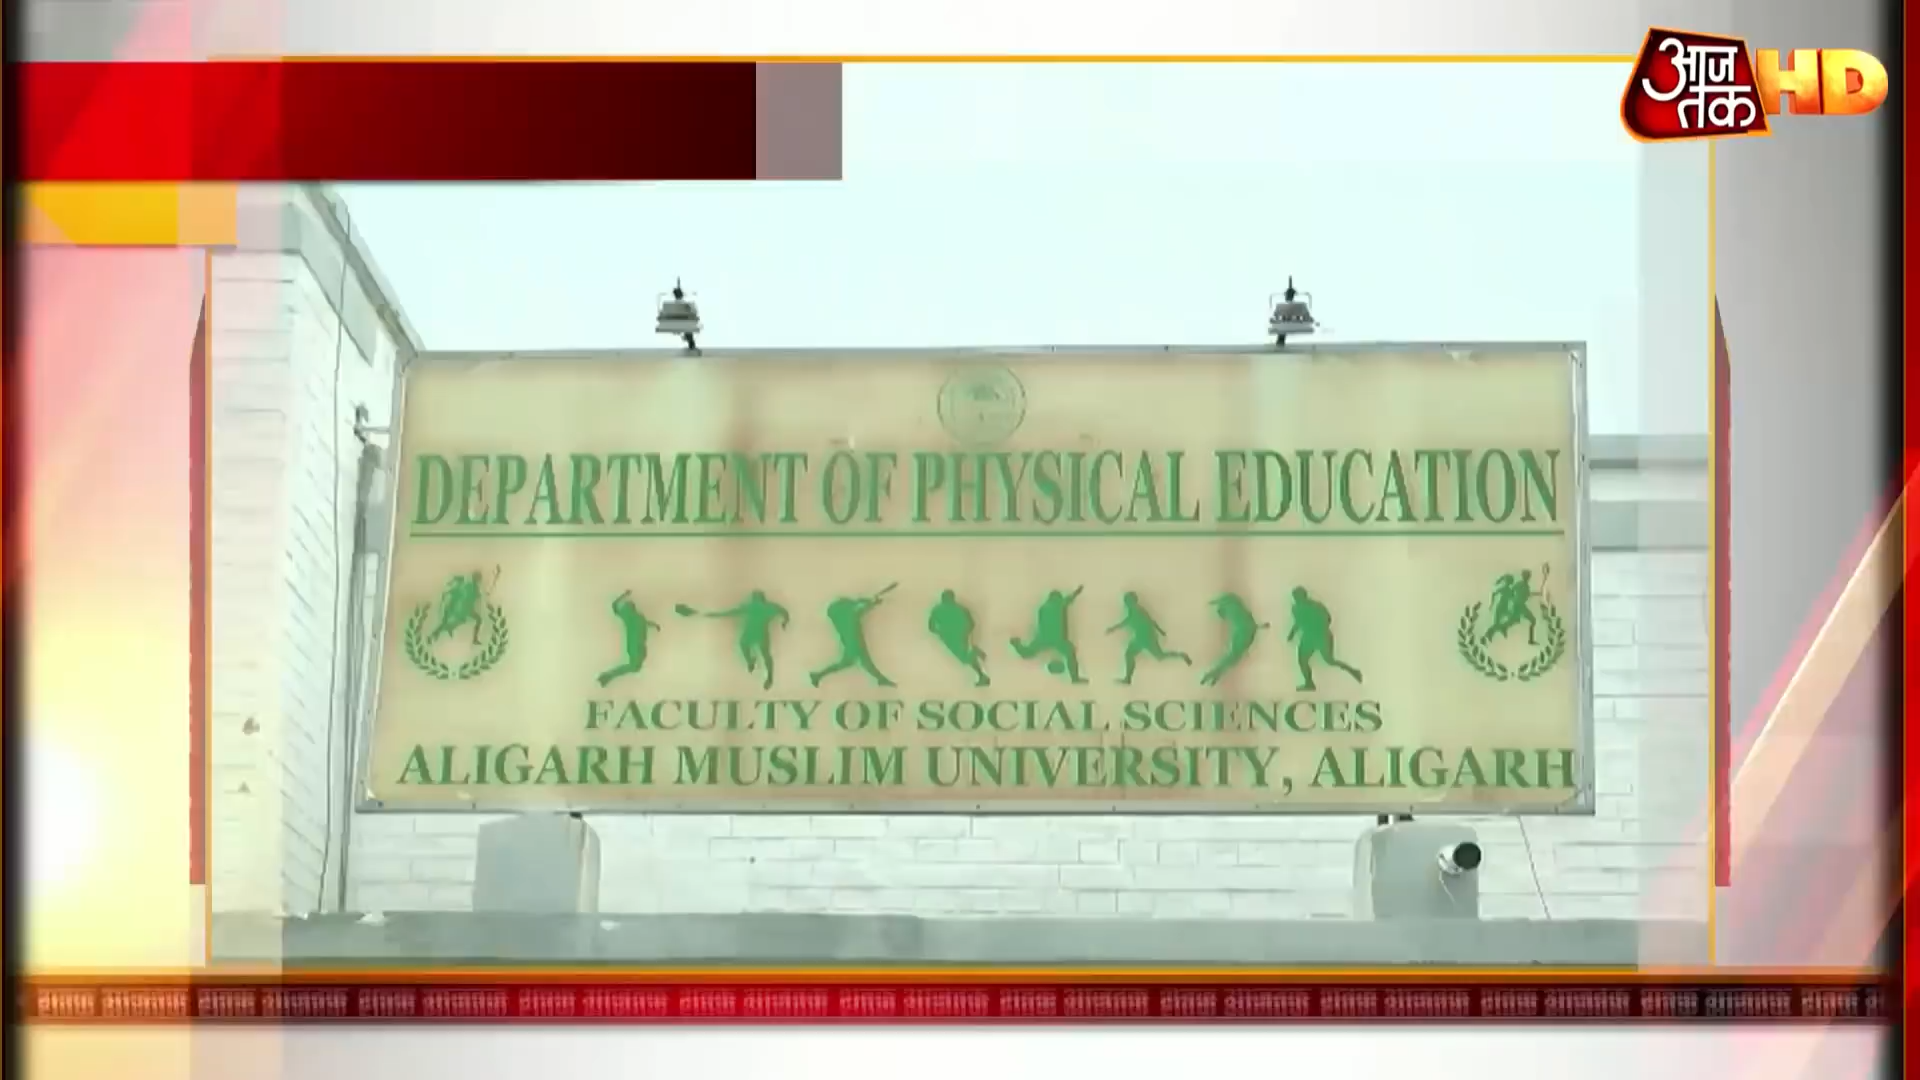 आज
तक HD
DEPARTMENT OF PHYSICAL EDUCATION
FACULTY OF SOCIAL SCIENCES
ALIGARH MUSLIM UNIVERSITY, ALIGARH